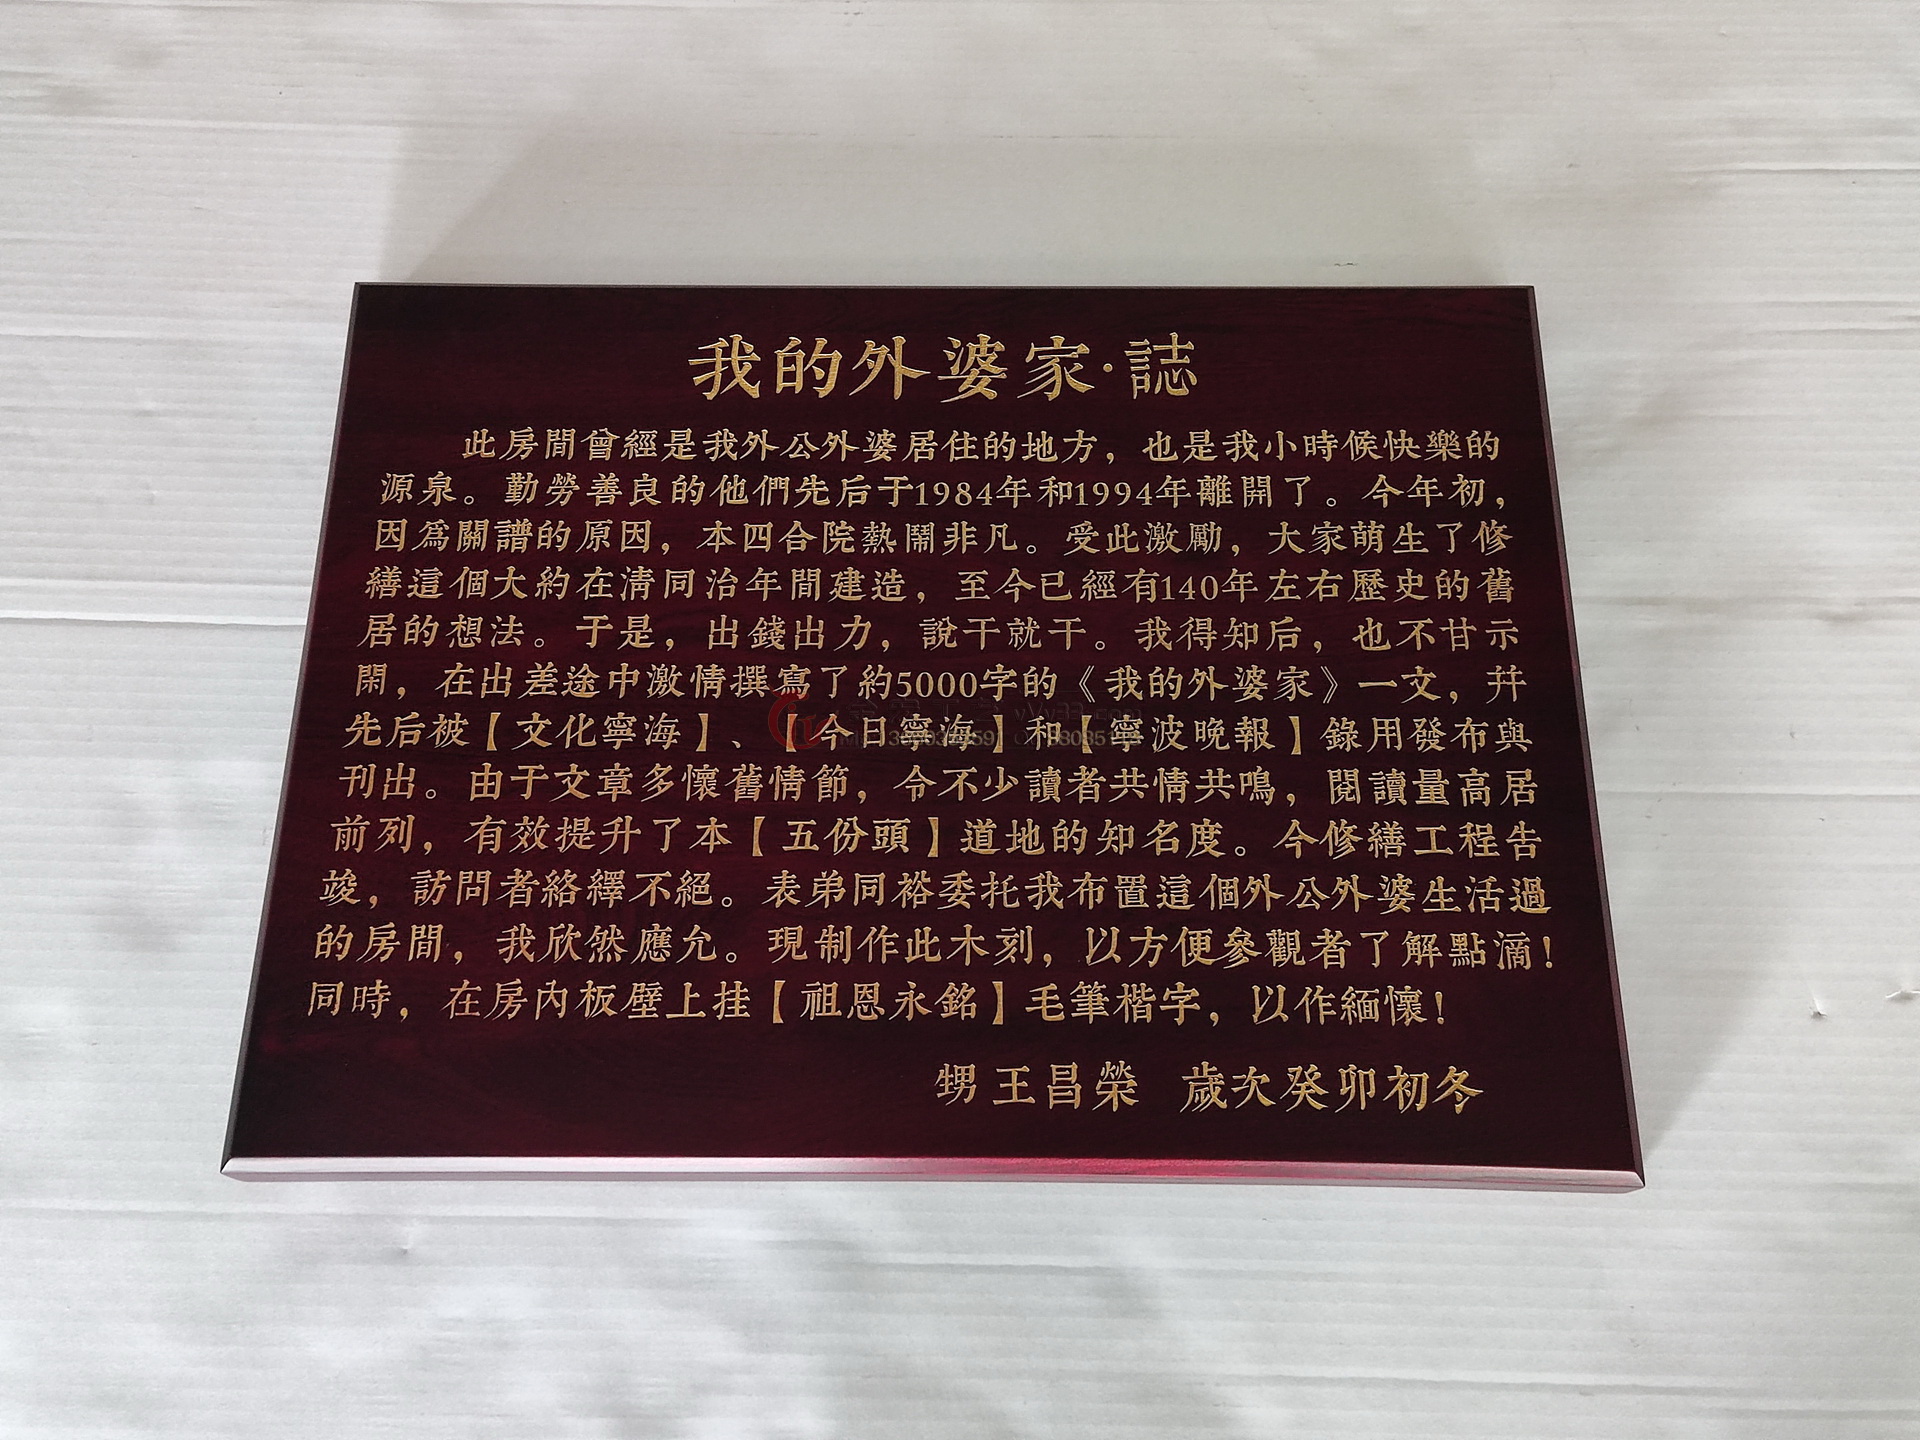 我的外婆家·誌
此房間曾經是我外公外婆居住的地方，也是我小時候快樂的
源泉。勤勞善良的他們先后于1984年和1994年離開了。今年初，
因爲關譜的原因，本四合院熱鬧非凡。受此激勵，大家萌生了修
繕這個大約在清同治年間建造，至今已經有140年左右歷史的舊
居的想法。于是，出錢出力，說干就干。我得知后，也不甘示
閑，在出差途中激情撰寫了約5000字的《我的外婆家》一文，并
先后被【文化寧海】、【今日寧海】和【寧波晚報】錄用發布與
刊出。由于文章多懷舊情節，令不少讀者共情共鳴，閱讀量高居
前列，有效提升了本【五份頭】道地的知名度。今修繕工程告
竣，訪問者絡繹不絕。表弟同裕委托我布置這個外公外婆生活過
的房間，我欣然應允。現制作此木刻，以方便參觀者了解點滴！
同時，在房內板壁上挂【祖恩永銘】毛筆楷字，以作緬懷！
甥 王昌榮 歲次癸卯初冬